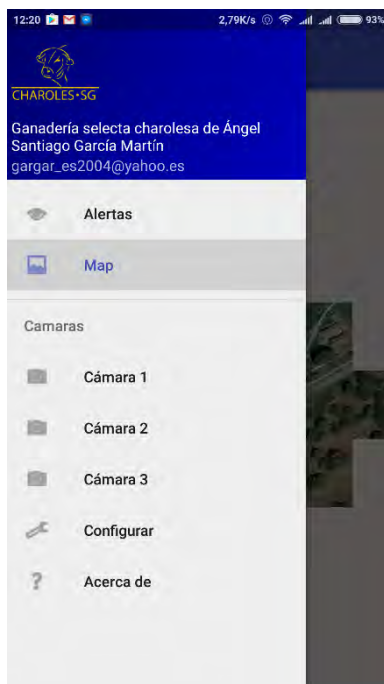 12:20 2,79K/s 93%
CHAROLES·SG
Ganadería selecta charolesa de Ángel
Santiago García Martín
gargar_es2004@yahoo.es
Alertas
Map
Camaras
Cámara 1
Cámara 2
Cámara 3
Configurar
? Acerca de